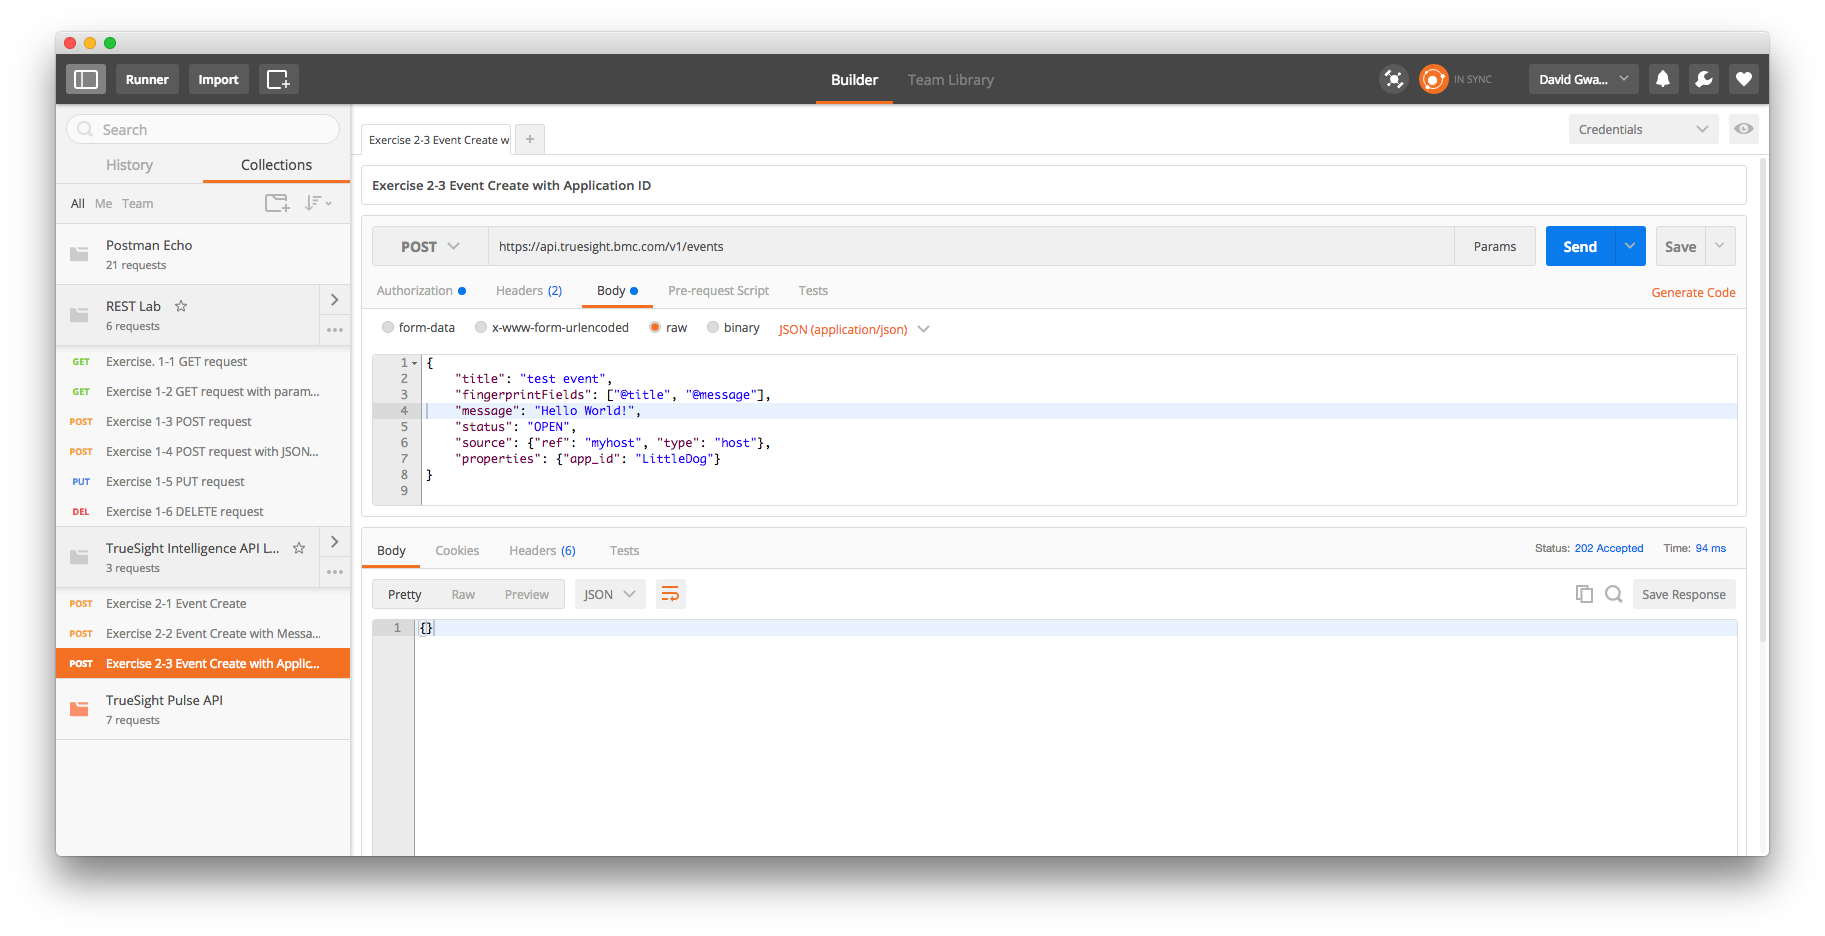 Runner
Import
Builder
Team Library
IN SYNC
David Gwa...
Search
History
Collections
All Me Team
Postman Echo
21 requests
REST Lab
6 requests
GET Exercise. 1-1 GET request
GET Exercise 1-2 GET request with param...
POST Exercise 1-3 POST request
POST Exercise 1-4 POST request with JSON...
PUT Exercise 1-5 PUT request
DEL Exercise 1-6 DELETE request
TrueSight Intelligence API L...
3 requests
POST Exercise 2-1 Event Create
POST Exercise 2-2 Event Create with Messa...
POST Exercise 2-3 Event Create with Applic...
TrueSight Pulse API
7 requests
Exercise 2-3 Event Create w
+
Credentials
Exercise 2-3 Event Create with Application ID
POST
https://api.truesight.bmc.com/v1/events
Params
Send
Save
Authorization
Headers (2)
Body
Pre-request Script
Tests
Generate Code
form-data
x-www-form-urlencoded
raw
binary
JSON (application/json)
1 {
2 "title": "test event",
3 "fingerprintFields": ["@title", "@message"],
4 "message": "Hello World!",
5 "status": "OPEN",
6 "source": {"ref": "myhost", "type": "host"},
7 "properties": {"app_id": "LittleDog"}
8 }
9
Body
Cookies
Headers (6)
Tests
Status: 202 Accepted
Time: 94 ms
Pretty
Raw
Preview
JSON
Save Response
1 {}